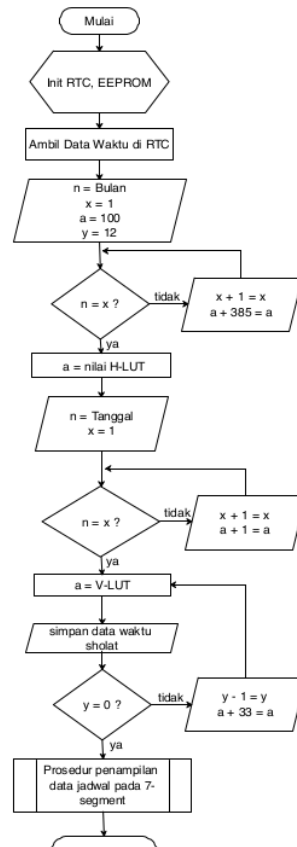 Mulai
Init RTC, EEPROM
Ambil Data Waktu di RTC
n = Bulan
x = 1
a = 100
y = 12
n = x ?
tidak
x + 1 = x
a + 385 = a
ya
a = nilai H-LUT
n = Tanggal
x = 1
n = x ?
tidak
x + 1 = x
a + 1 = a
ya
a = V-LUT
simpan data waktu
sholat
y = 0 ?
tidak
y - 1 = y
a + 33 = a
ya
Prosedur penampilan
data jadwal pada 7-
segment